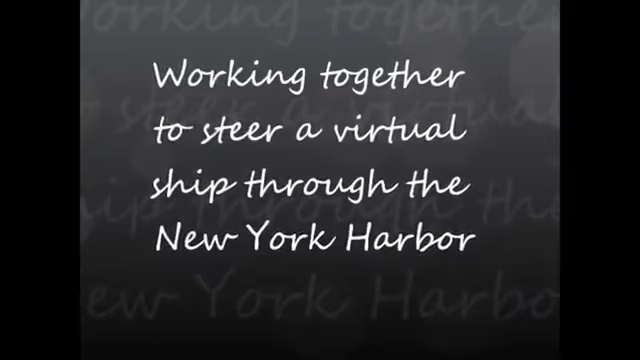 Working together
to steer a virtual
ship through the
New York Harbor